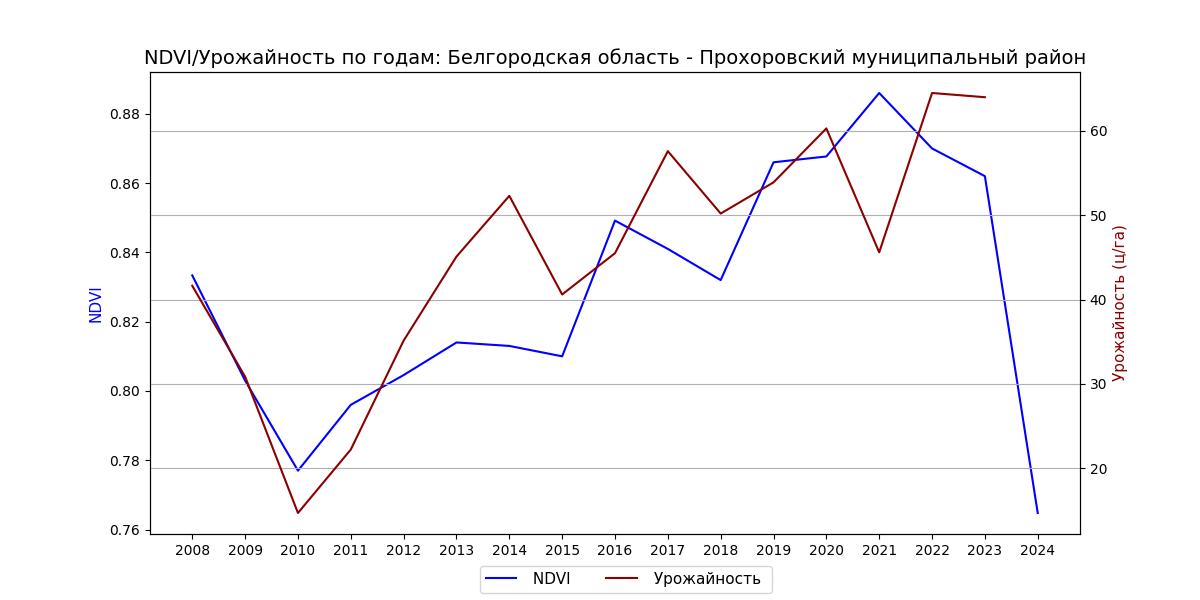 NDVI/Урожайность по годам: Белгородская область - Прохоровский муниципальный район
0.88
0.86
0.84
0.82
0.80
0.78
0.76
NDVI
60
50
40
30
20
Урожайность (ц/га)
2008 2009 2010 2011 2012 2013 2014 2015 2016 2017 2018 2019 2020 2021 2022 2023 2024
NDVI Урожайность